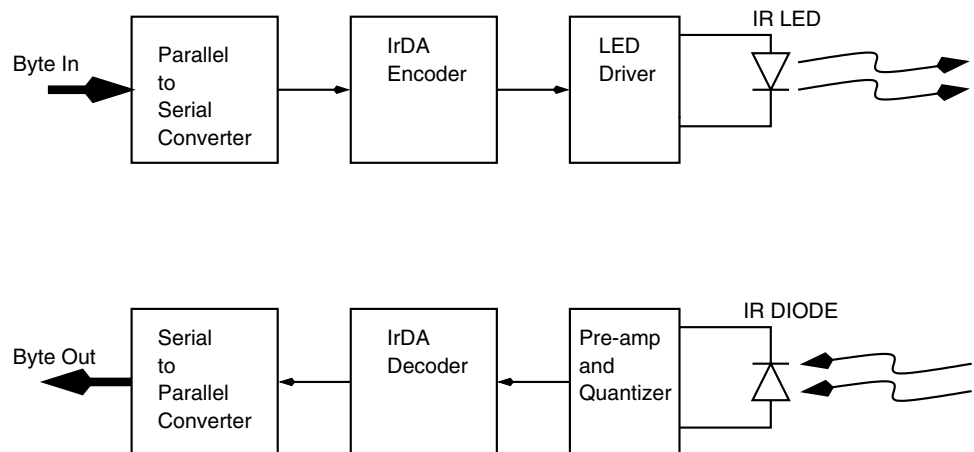 Byte In
Parallel
to
Serial
Converter
IrDA
Encoder
LED
Driver
IR LED
Byte Out
Serial
to
Parallel
Converter
IrDA
Decoder
Pre-amp
and
Quantizer
IR DIODE